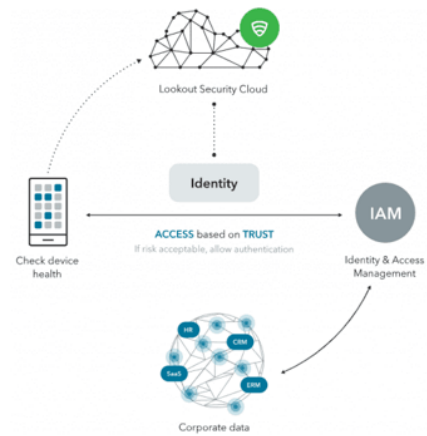 Lookout Security Cloud
Identity
IAM
ACCESS based on TRUST
If risk acceptable, allow authentication
Check device
health
Identity & Access
Management
HR
CRM
SaaS
ERM
Corporate data